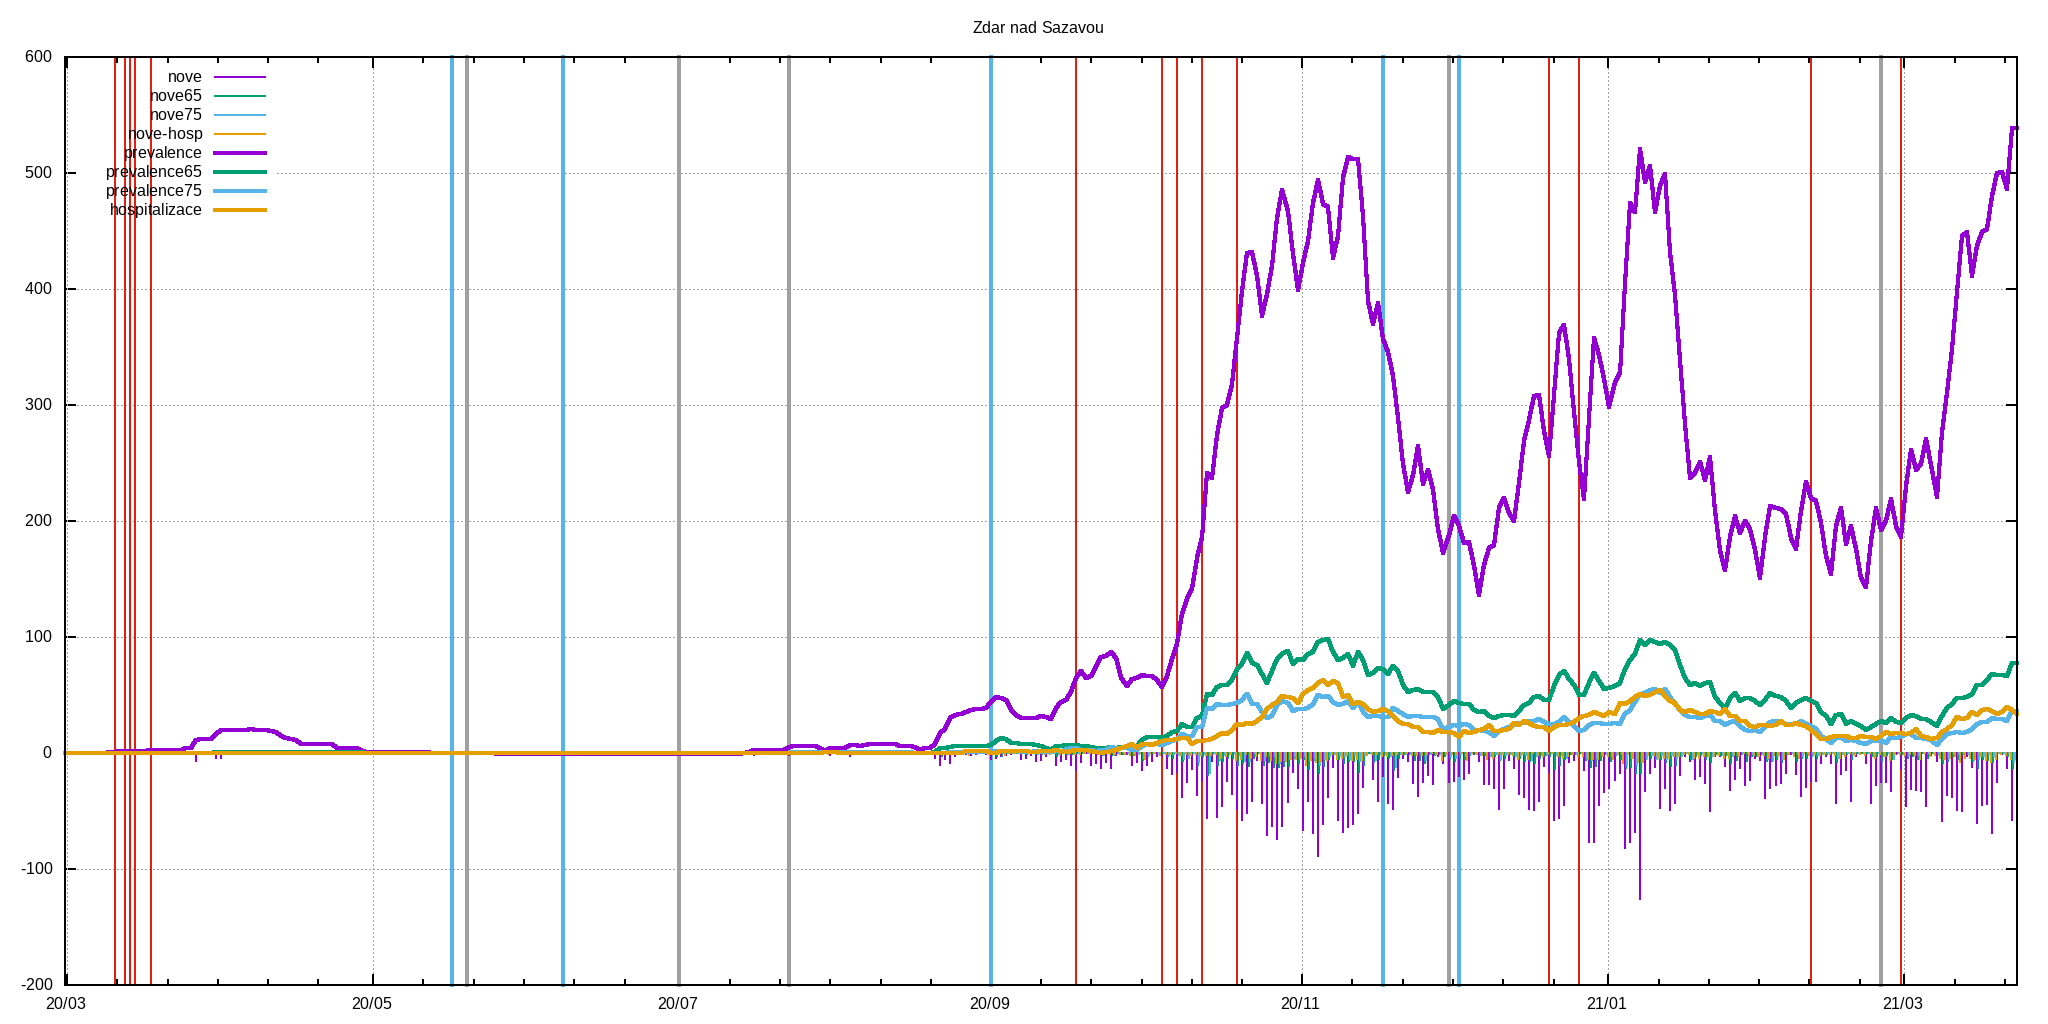 Zdar nad Sazavou
600
500
400
300
200
100
0
-100
-200
nove
nove65
nove75
nove-hosp
prevalence
prevalence65
prevalence75
hospitalizace
20/03 20/05 20/07 20/09 20/11 21/01 21/03